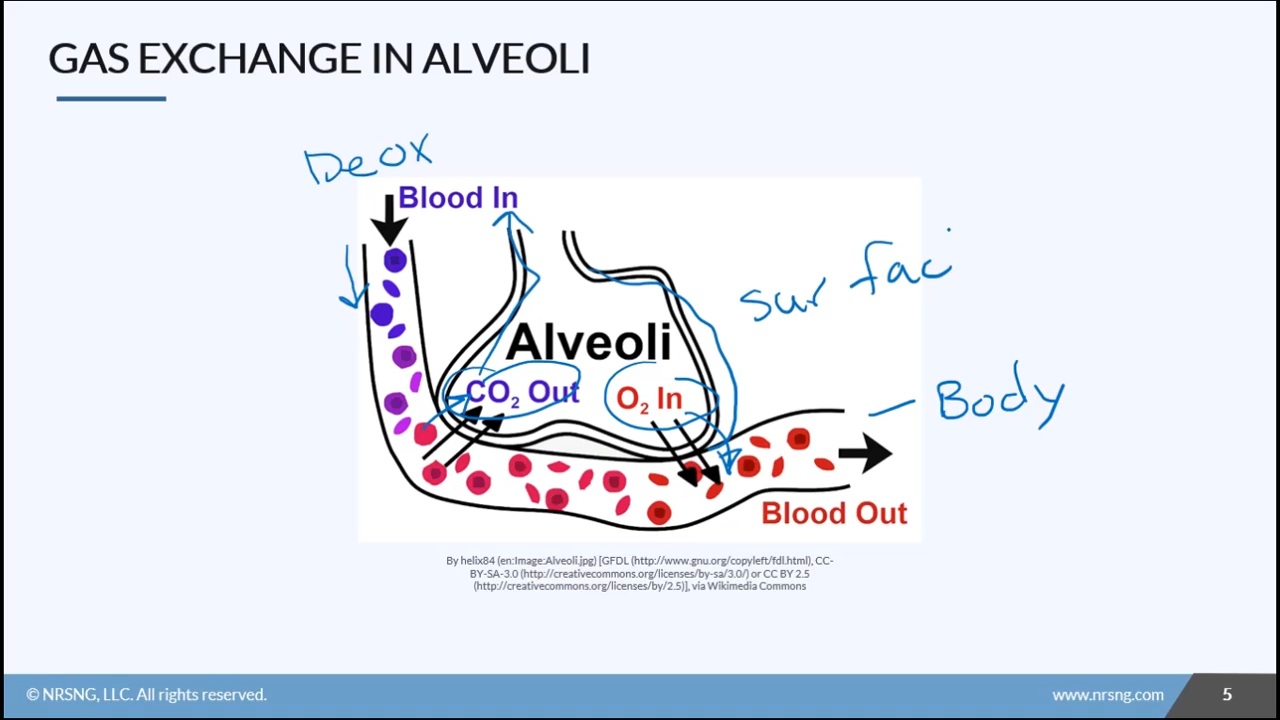 GAS EXCHANGE IN ALVEOLI
Deox
Blood In
sur faci
Alveoli
CO₂ Out
O₂ In
Body
Blood Out
By helix84 (en:Image:Alveoli.jpg) [GFDL (http://www.gnu.org/copyleft/fdl.html), CC-
BY-SA-3.0 (http://creativecommons.org/licenses/by-sa/3.0/) or CC BY 2.5
(http://creativecommons.org/licenses/by/2.5)], via Wikimedia Commons
© NRSNG, LLC. All rights reserved.
www.nrsng.com
5